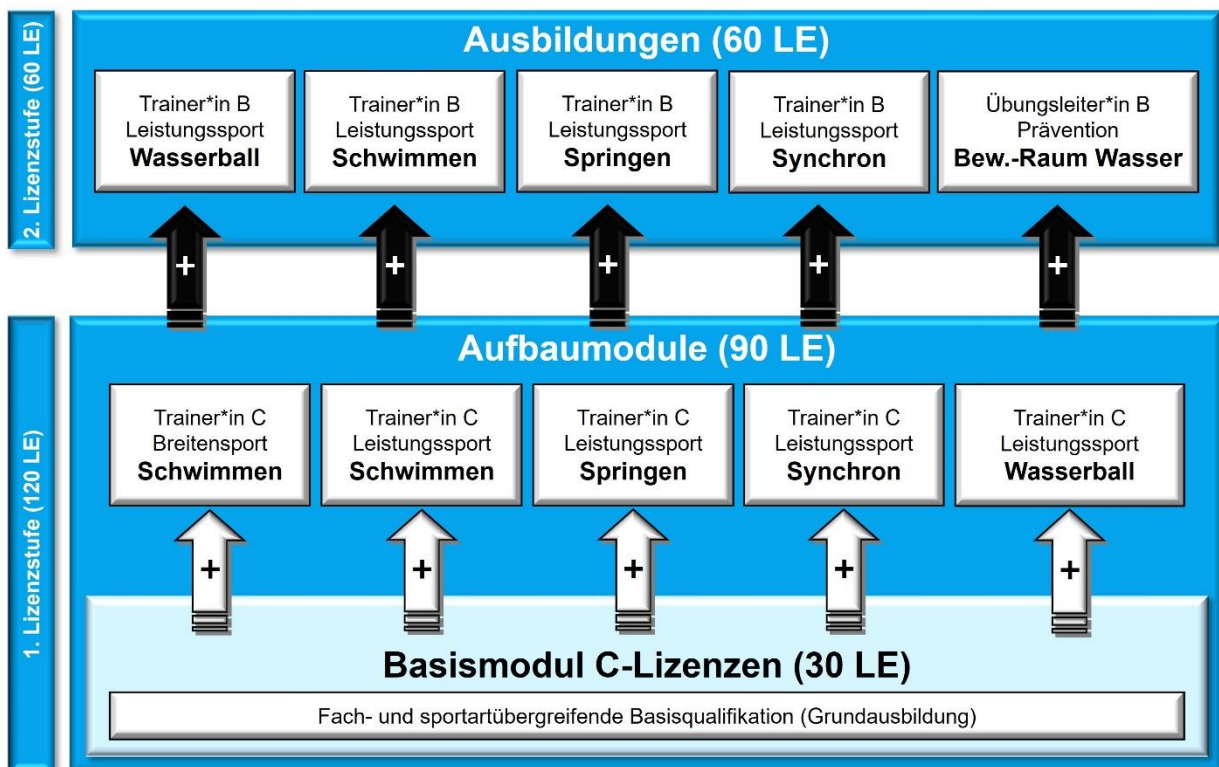 2. Lizenzstufe (60 LE)
Ausbildungen (60 LE)
Trainer*in B
Leistungssport
Wasserball
Trainer*in B
Leistungssport
Schwimmen
Trainer*in B
Leistungssport
Springen
Trainer*in B
Leistungssport
Synchron
Übungsleiter*in B
Prävention
Bew.-Raum Wasser
+
+
+
+
+
1. Lizenzstufe (120 LE)
Aufbaumodule (90 LE)
Trainer*in C
Breitensport
Schwimmen
Trainer*in C
Leistungssport
Schwimmen
Trainer*in C
Leistungssport
Springen
Trainer*in C
Leistungssport
Synchron
Trainer*in C
Leistungssport
Wasserball
+
+
+
+
+
Basismodul C-Lizenzen (30 LE)
Fach- und sportartübergreifende Basisqualifikation (Grundausbildung)